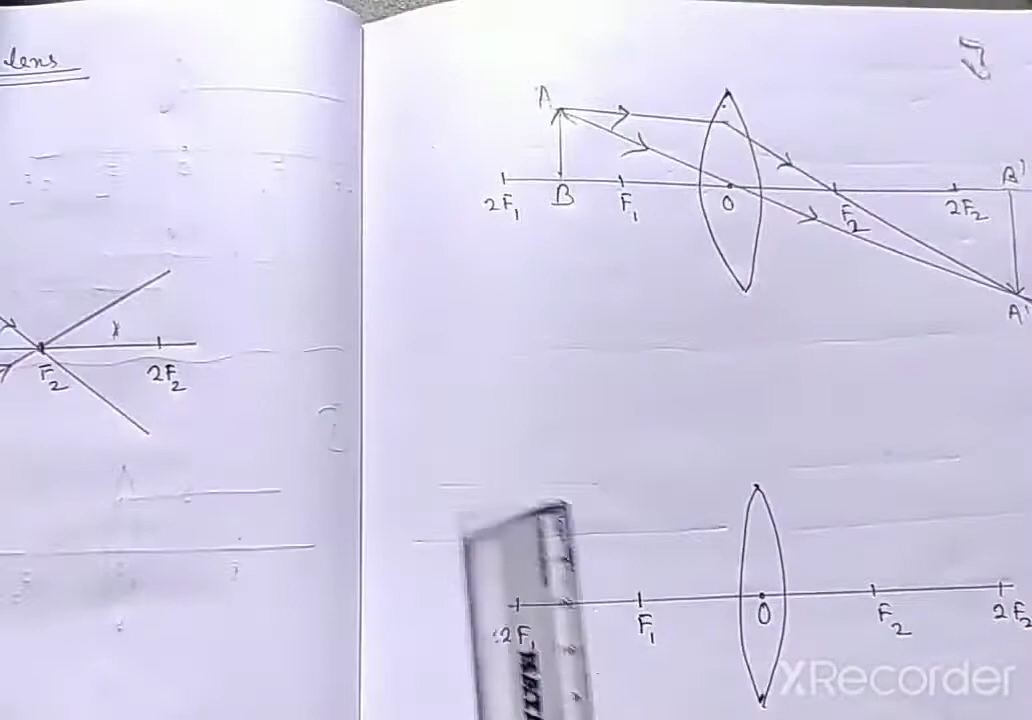 lens
F₂
2F₂
A
2F₁
B
F₁
O
F₂
2F₂
B'
A'
2F₁
F₁
O
F₂
2F₂
XRecorder